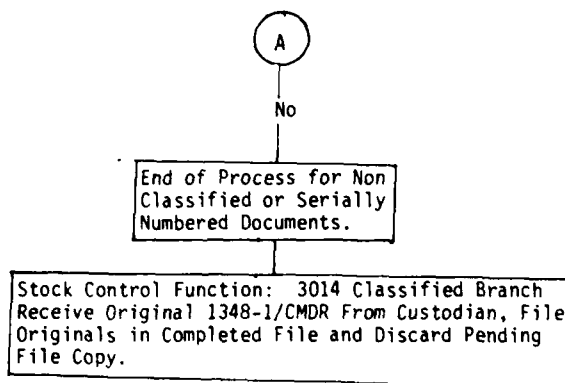 A
No
End of Process for Non
Classified or Serially
Numbered Documents.
Stock Control Function: 3014 Classified Branch
Receive Original 1348-1/CMDR From Custodian, File
Originals in Completed File and Discard Pending
File Copy.